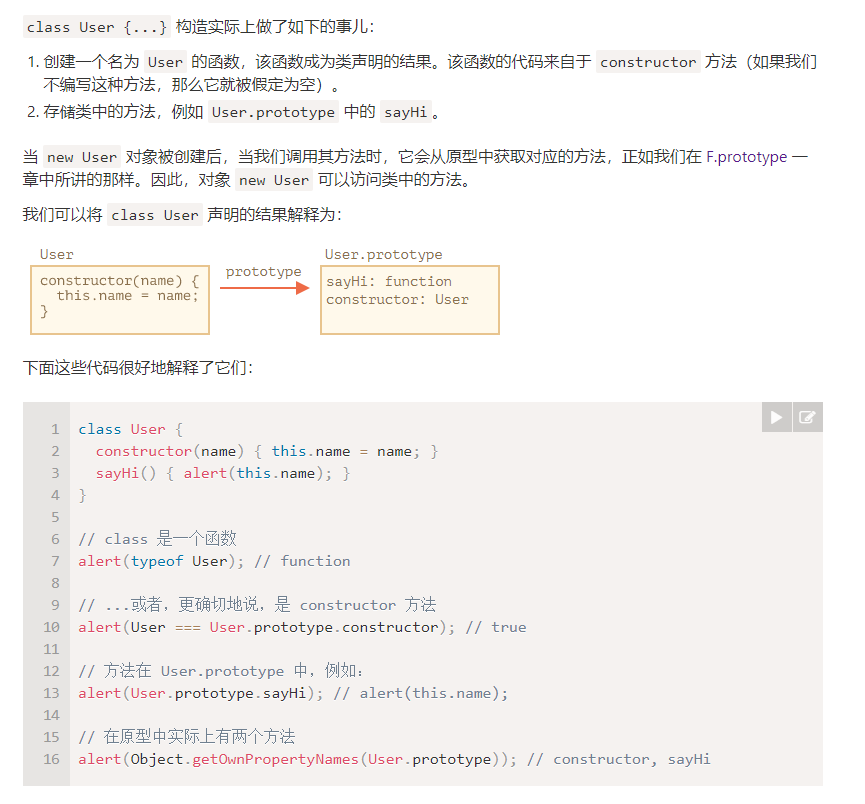 class User {...} 构造实际上做了如下的事儿：
1. 创建一个名为 User 的函数，该函数成为类声明的结果。该函数的代码来自于 constructor 方法（如果我们
不编写这种方法，那么它就被假定为空）。
2. 存储类中的方法，例如 User.prototype 中的 sayHi。
当 new User 对象被创建后，当我们调用其方法时，它会从原型中获取对应的方法，正如我们在 F.prototype 一
章中所讲的那样。因此，对象 new User 可以访问类中的方法。
我们可以将 class User 声明的结果解释为：
User
constructor(name) {
this.name = name;
}
prototype
User.prototype
sayHi: function
constructor: User
下面这些代码很好地解释了它们：
1 class User {
2   constructor(name) { this.name = name; }
3   sayHi() { alert(this.name); }
4 }
5
6 // class 是一个函数
7 alert(typeof User); // function
8
9 // ...或者，更确切地说，是 constructor 方法
10 alert(User === User.prototype.constructor); // true
11
12 // 方法在 User.prototype 中，例如：
13 alert(User.prototype.sayHi); // alert(this.name);
14
15 // 在原型中实际上有两个方法
16 alert(Object.getOwnPropertyNames(User.prototype)); // constructor, sayHi